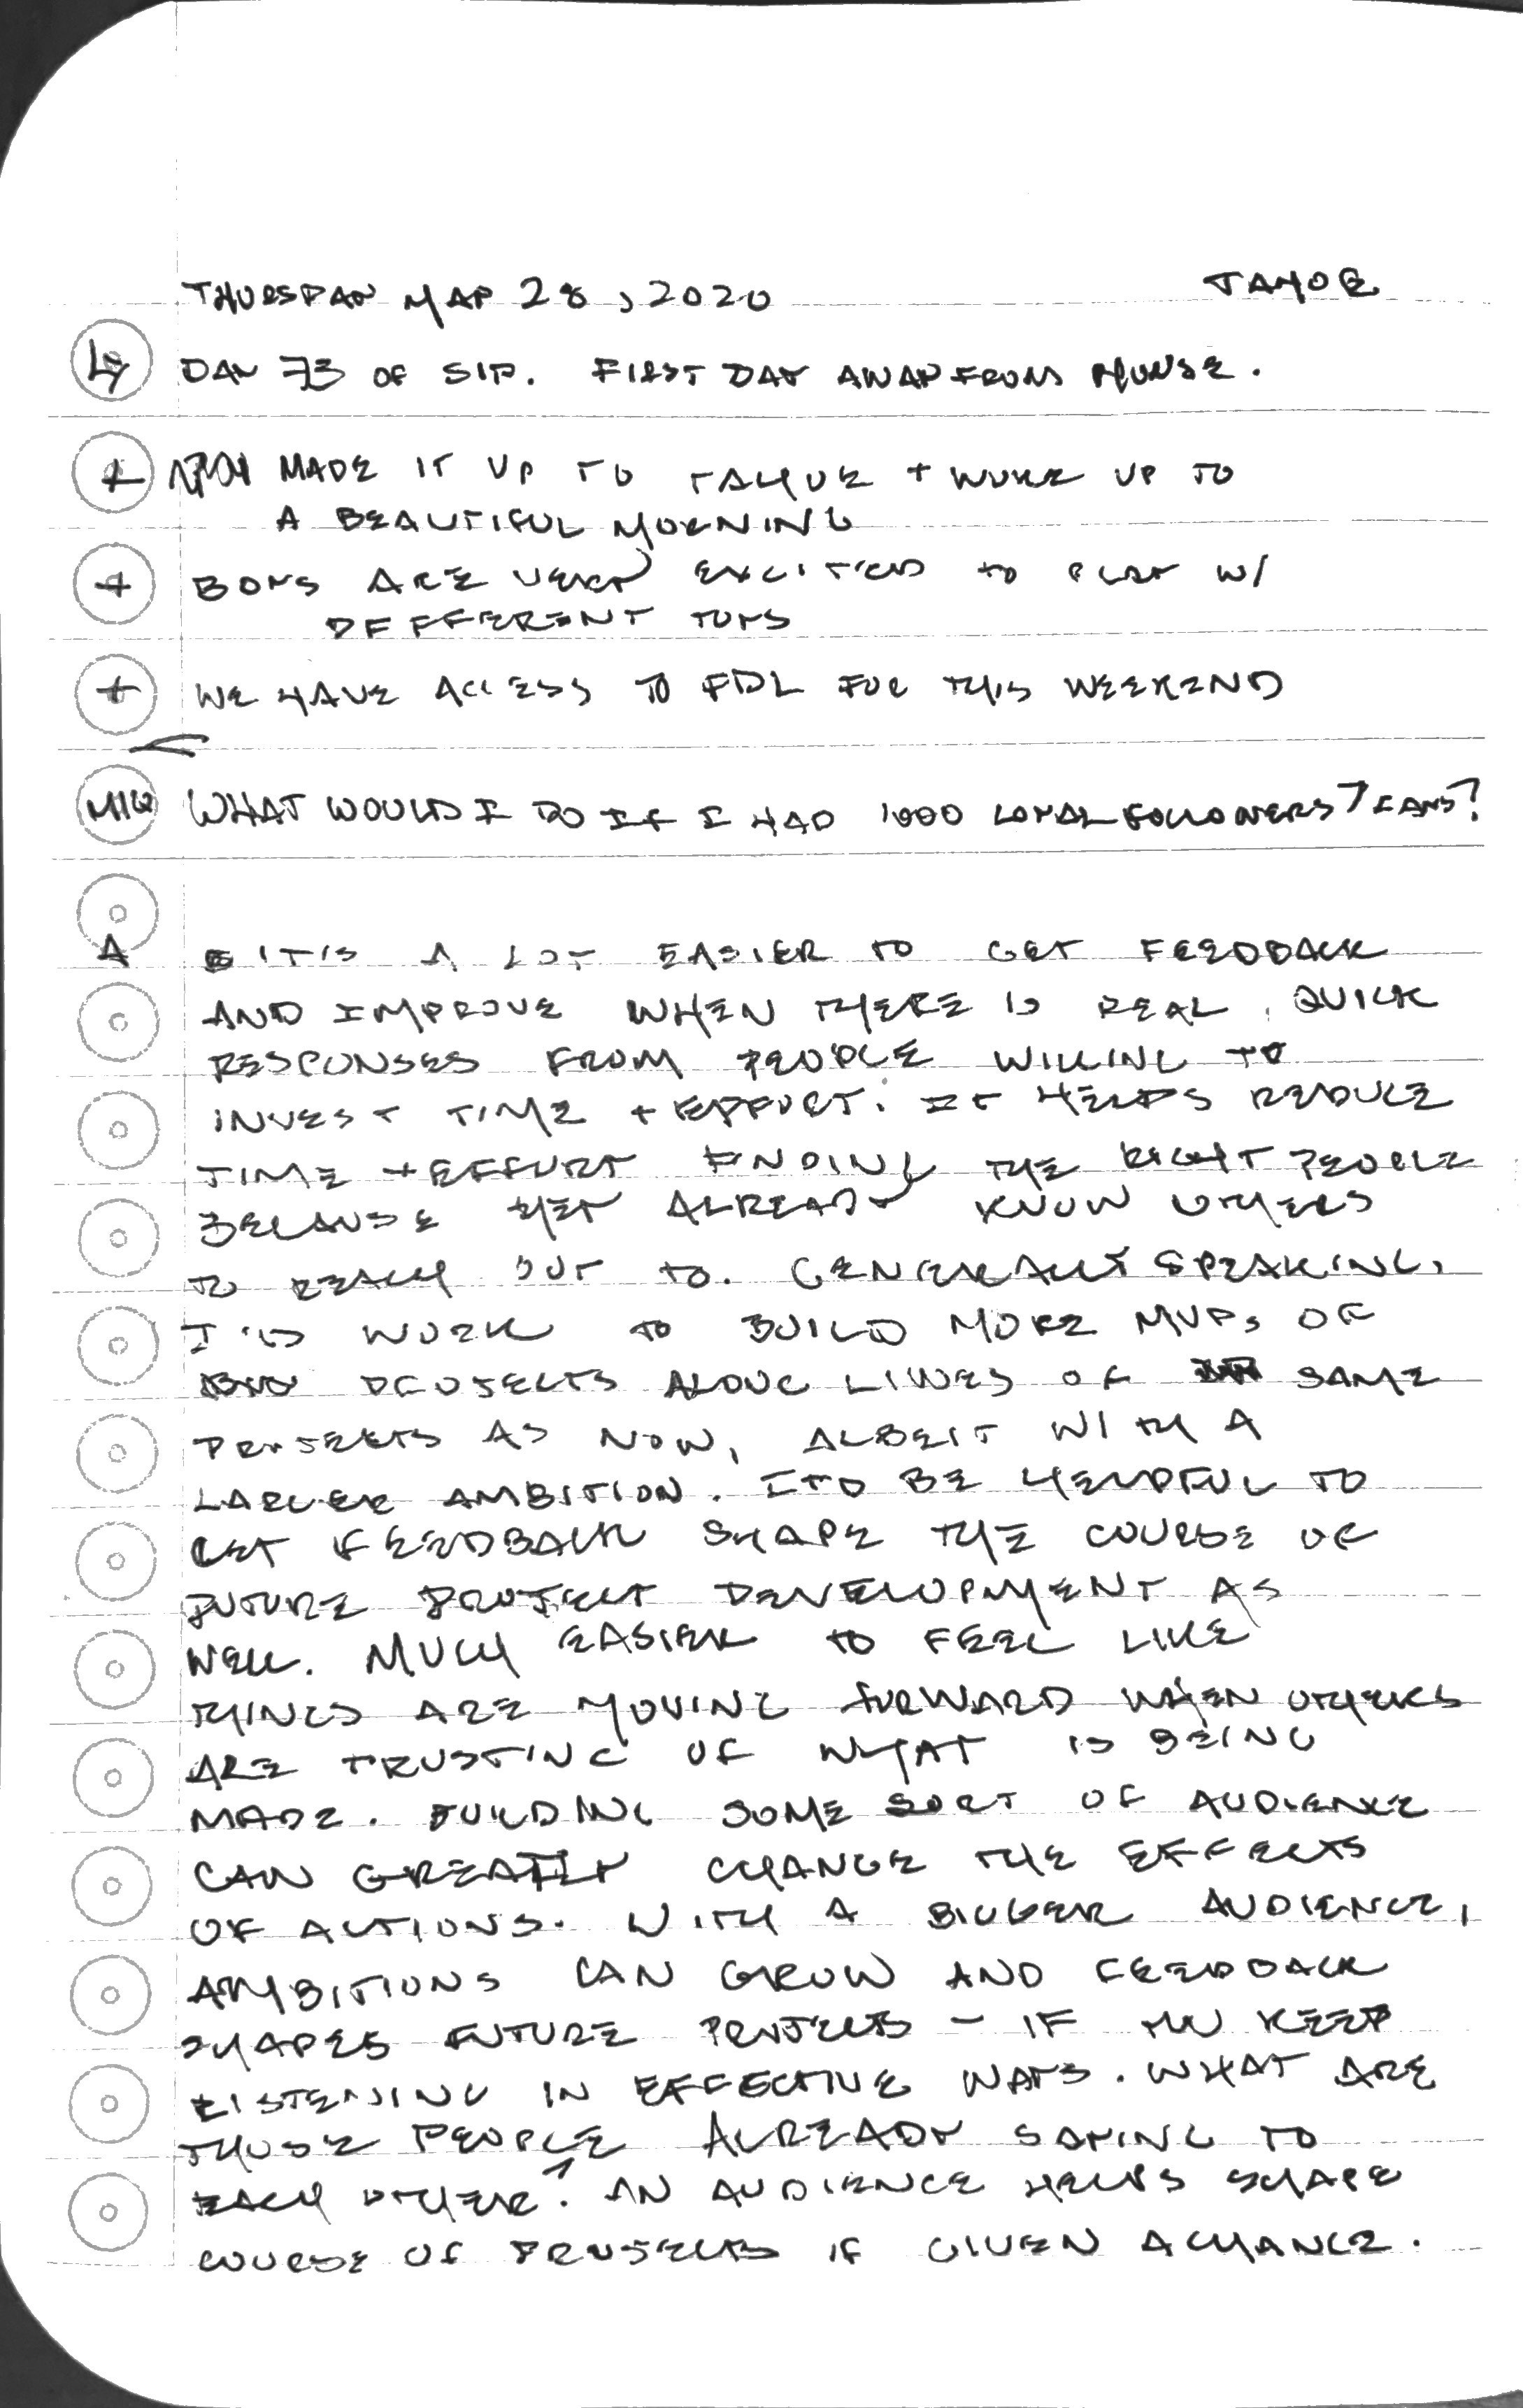 THURSDAY MAY 28, 2020 TAHOE
DAY 73 OF SIP. FIRST DAY AWAY FROM HOUSE.
+ MADE IT UP TO TAHOE + WOKE UP TO
A BEAUTIFUL MORNING
+ BOYS ARE VERY EXCITED TO PLAY W/
DIFFERENT TOYS
+ WE HAVE ACCESS TO FDL FOR THIS WEEKEND
WHAT WOULD I DO IF I HAD 1000 LOYAL FOLLOWERS / FANS?
A IT IS A LOT EASIER TO GET FEEDBACK
AND IMPROVE WHEN THERE IS REAL, QUICK
RESPONSES FROM PEOPLE WILLING TO
INVEST TIME + EFFORT. IT HELPS REDUCE
TIME + EFFORT FINDING THE RIGHT PEOPLE
BECAUSE THEY ALREADY KNOW OTHERS
TO REACH OUT TO. GENERALLY SPEAKING,
I'D WORK TO BUILD MORE MVPS OF
PROJECTS ALONG LINES OF SAME
PROJECTS AS NOW, ALBEIT WITH A
LARGER AMBITION. IT'D BE HELPFUL TO
LET FEEDBACK SHAPE THE COURSE OF
FUTURE PROJECT DEVELOPMENT AS
WELL. MUCH EASIER TO FEEL LIKE
THINGS ARE MOVING FORWARD WHEN OTHERS
ARE TRUSTING OF WHAT IS BEING
MADE. BUILDING SOME SORT OF AUDIENCE
CAN GREATLY CHANGE THE EFFECTS
OF ACTIONS. WITH A BIGGER AUDIENCE,
AMBITIONS CAN GROW AND FEEDBACK
SHAPES FUTURE PROJECTS - IF YOU KEEP
LISTENING IN EFFECTIVE WAYS. WHAT ARE
THOSE PEOPLE ALREADY SAYING TO
EACH OTHER? AN AUDIENCE HELPS SHAPE
COURSE OF PROJECTS IF GIVEN A CHANCE.